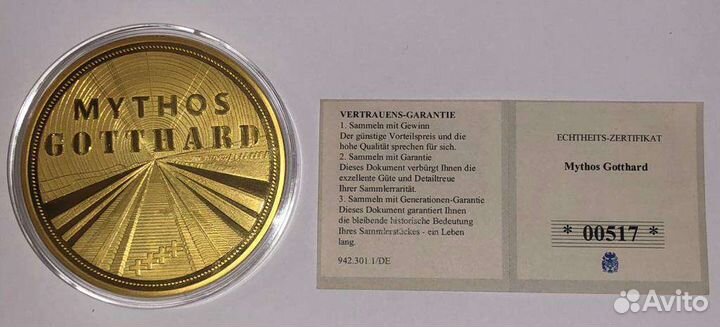 MYTHOS
GOTTHARD
VERTRAUENS-GARANTIE
1. Sammeln mit Gewinn
Der günstige Vorteilspreis und die
hohe Qualität sprechen für sich.
2. Sammeln mit Garantie
Dieses Dokument verbürgt Ihnen die
exzellente Güte und Detailtreue
Ihrer Sammlerrarität.
3. Sammeln mit Generationen-Garantie
Dieses Dokument garantiert Ihnen
die bleibende historische Bedeutung
Ihres Sammlerstückes - ein Leben
lang.
942.301.1/DE
ECHTHEITS-ZERTIFIKAT
Mythos Gotthard
* 00517 *
Avito